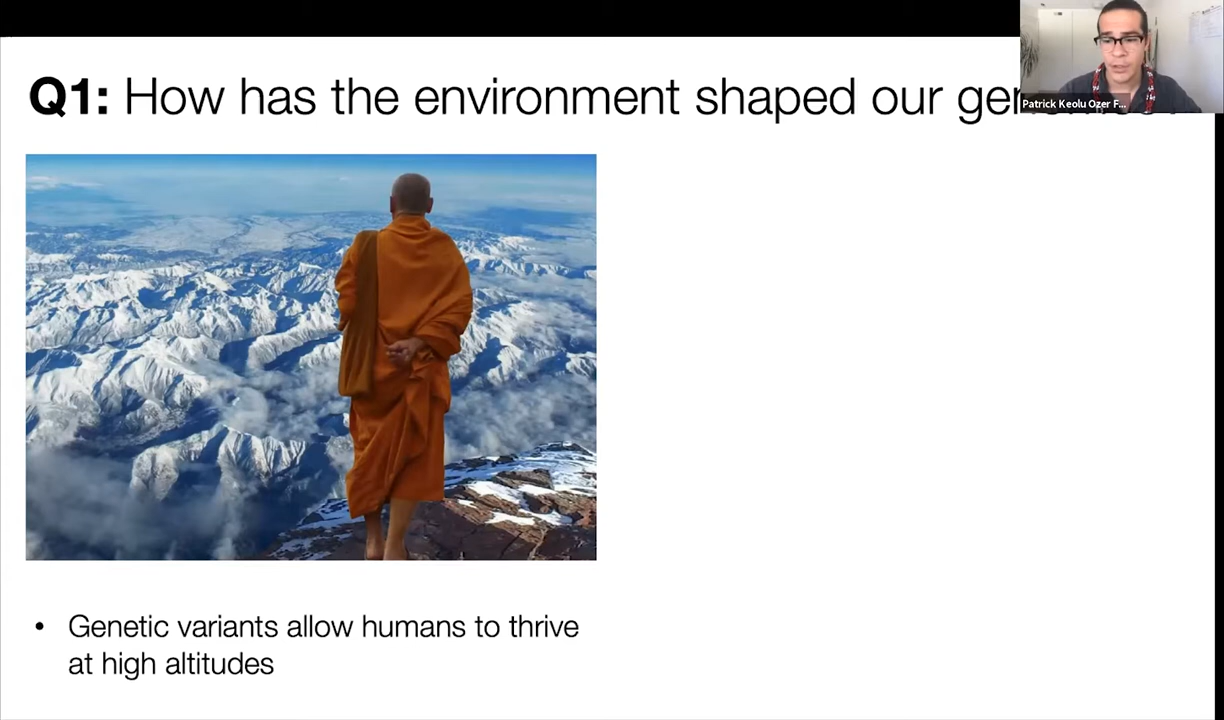 Q1: How has the environment shaped our
Patrick Keolu Ozer F...
• Genetic variants allow humans to thrive
at high altitudes